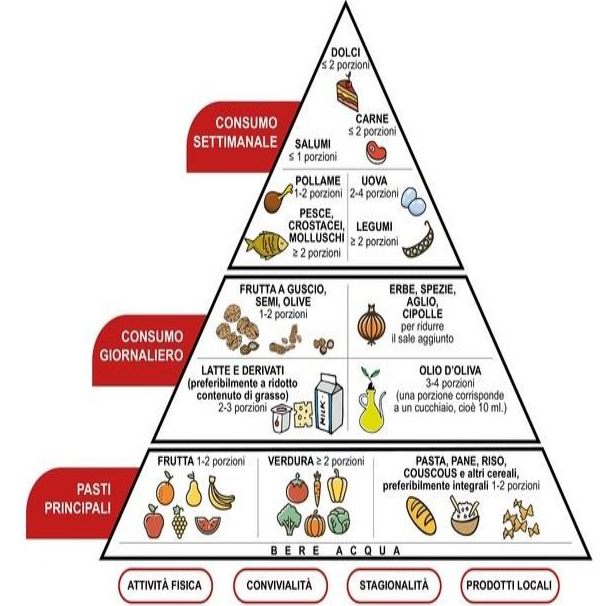 DOLCI
≤ 2 porzioni
CONSUMO
SETTIMANALE
CARNE
≤ 2 porzioni
SALUMI
≤ 1 porzioni
POLLAME
1-2 porzioni
UOVA
2-4 porzioni
PESCE,
CROSTACEI,
MOLLUSCHI
≥ 2 porzioni
LEGUMI
≥ 2 porzioni
CONSUMO
GIORNALIERO
FRUTTA A GUSCIO,
SEMI, OLIVE
1-2 porzioni
ERBE, SPEZIE,
AGLIO,
CIPOLLE
per ridurre
il sale aggiunto
LATTE E DERIVATI
(preferibilmente a ridotto
contenuto di grasso)
2-3 porzioni
MILK
OLIO D'OLIVA
3-4 porzioni
(una porzione corrisponde
a un cucchiaio, cioè 10 ml.)
PASTI
PRINCIPALI
FRUTTA 1-2 porzioni
VERDURA ≥ 2 porzioni
PASTA, PANE, RISO,
COUSCOUS e altri cereali,
preferibilmente integrali 1-2 porzioni
BERE ACQUA
ATTIVITÀ FISICA
CONVIVIALITÀ
STAGIONALITÀ
PRODOTTI LOCALI